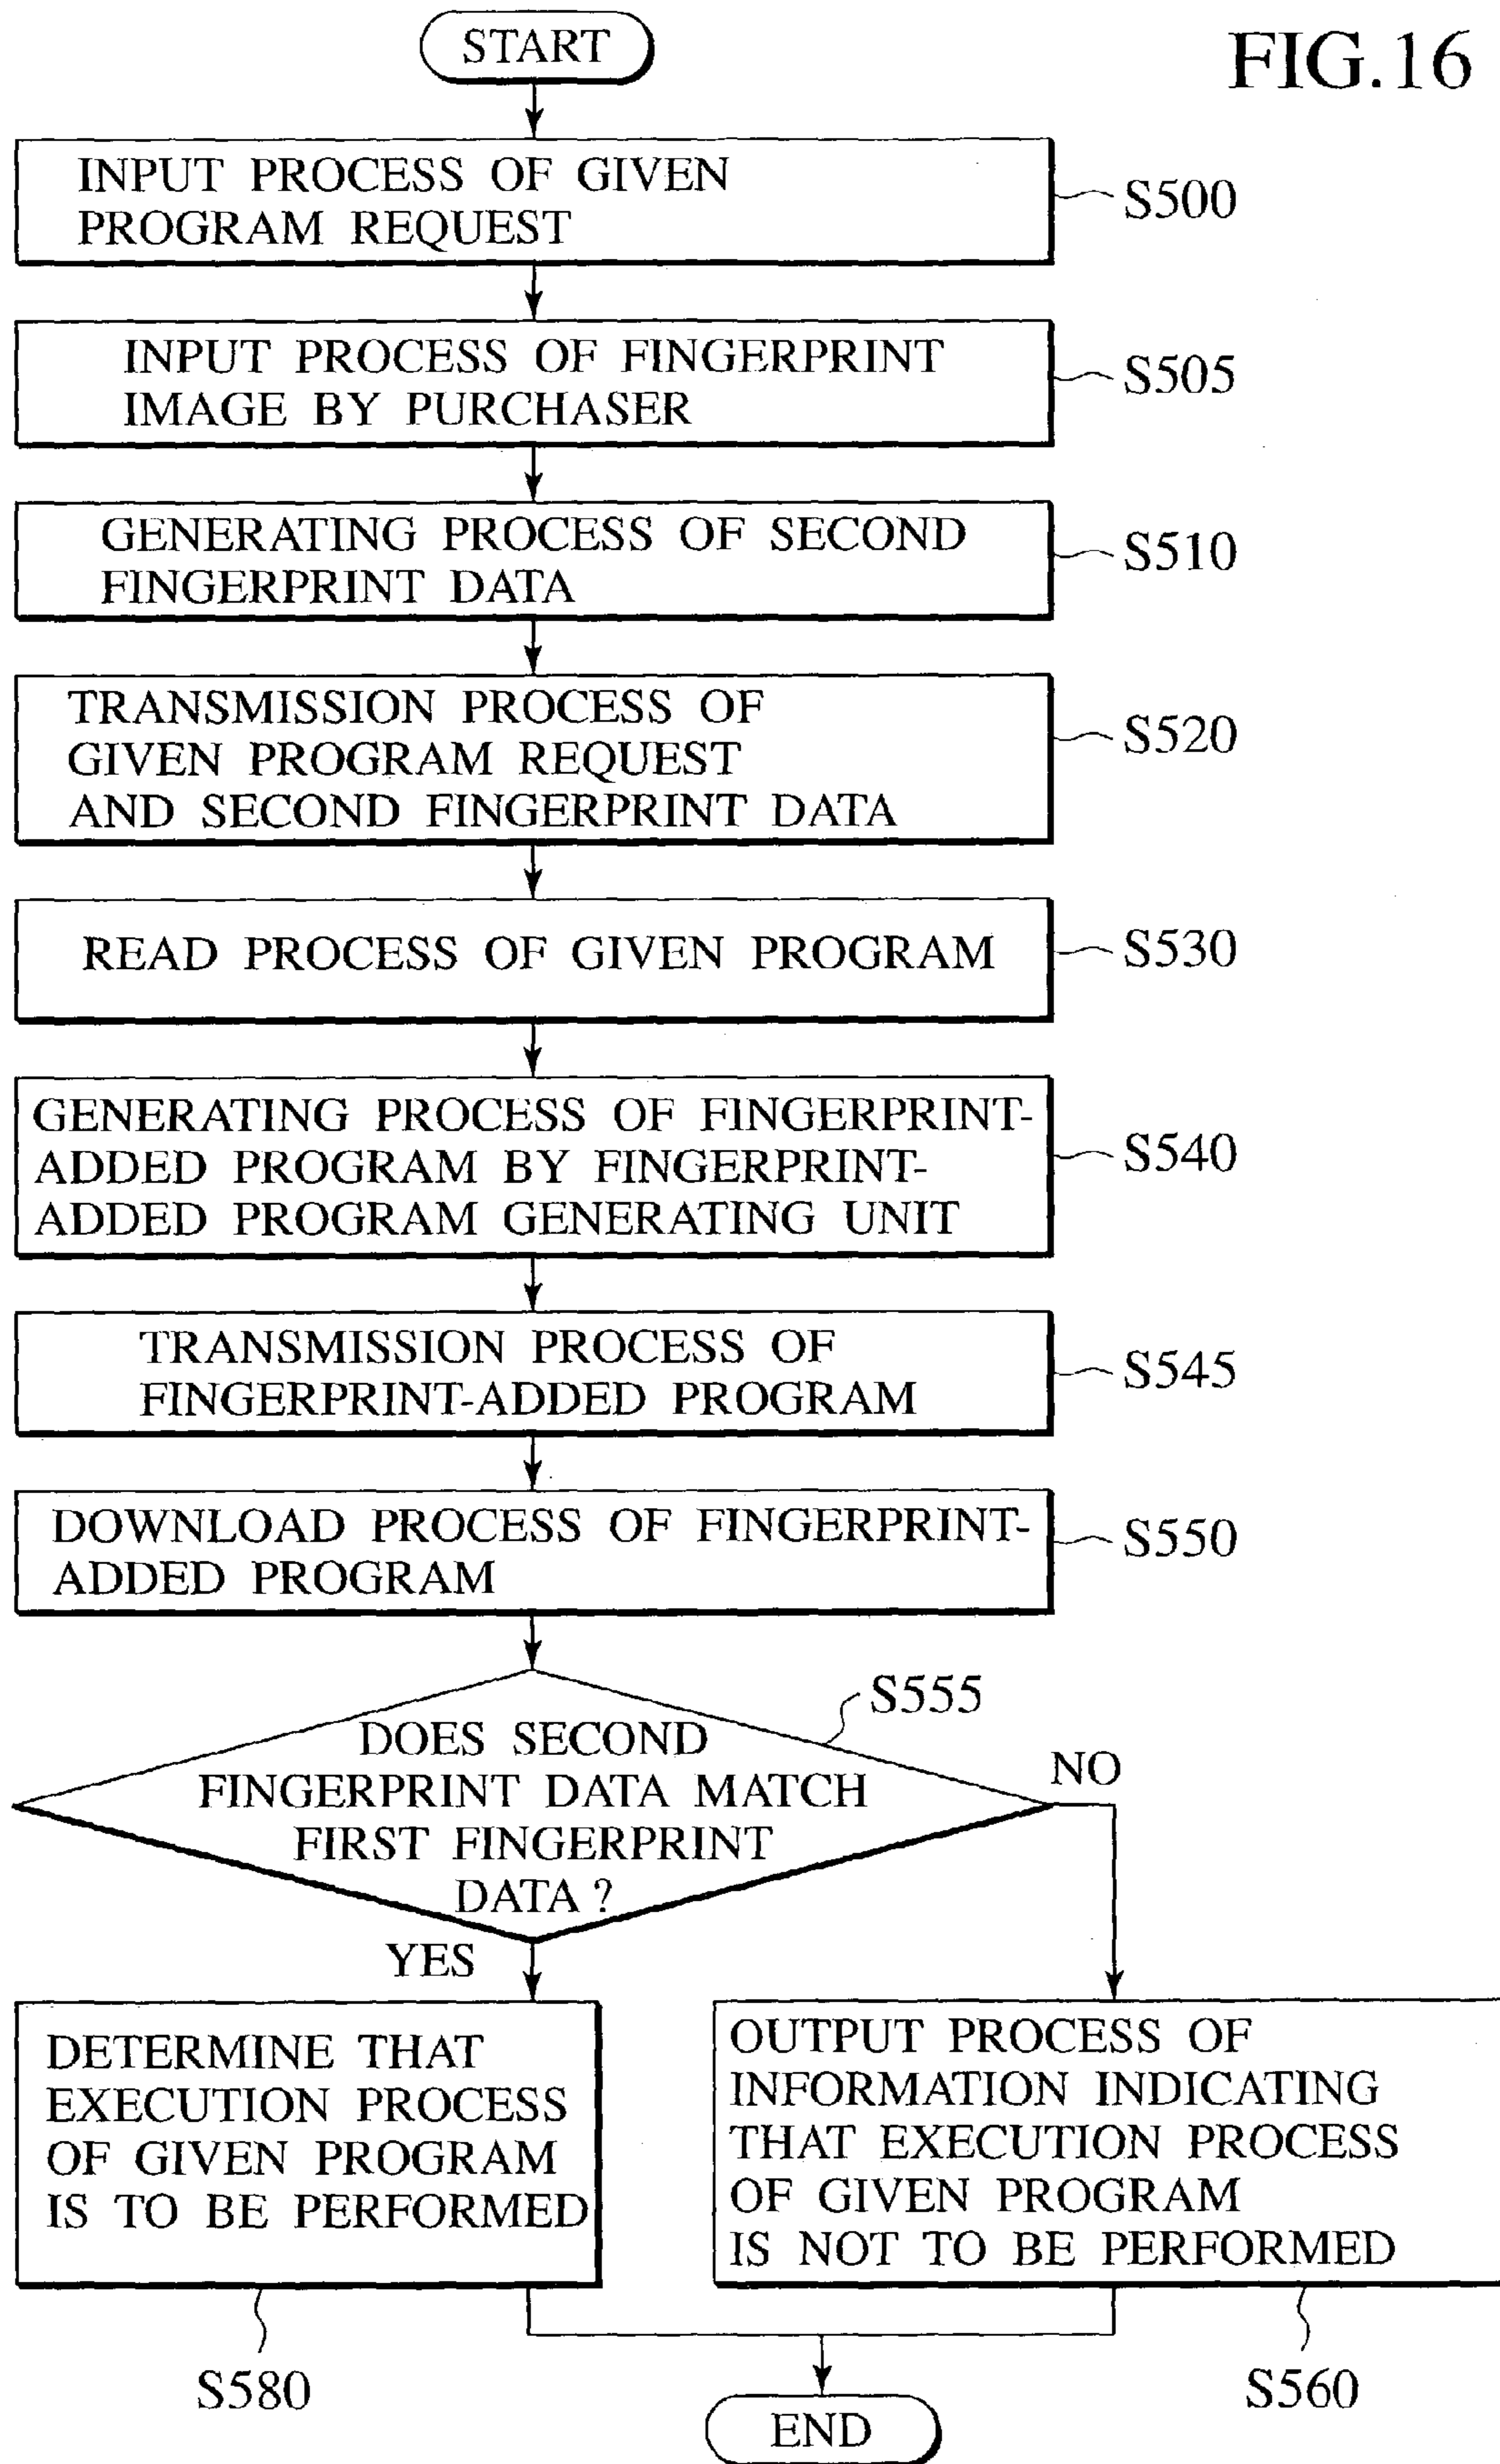 FIG.16
START
INPUT PROCESS OF GIVEN
PROGRAM REQUEST
S500
INPUT PROCESS OF FINGERPRINT
IMAGE BY PURCHASER
S505
GENERATING PROCESS OF SECOND
FINGERPRINT DATA
S510
TRANSMISSION PROCESS OF
GIVEN PROGRAM REQUEST
AND SECOND FINGERPRINT DATA
S520
READ PROCESS OF GIVEN PROGRAM
S530
GENERATING PROCESS OF FINGERPRINT-
ADDED PROGRAM BY FINGERPRINT-
ADDED PROGRAM GENERATING UNIT
S540
TRANSMISSION PROCESS OF
FINGERPRINT-ADDED PROGRAM
S545
DOWNLOAD PROCESS OF FINGERPRINT-
ADDED PROGRAM
S550
S555
DOES SECOND
FINGERPRINT DATA MATCH
FIRST FINGERPRINT
DATA ?
NO
YES
DETERMINE THAT
EXECUTION PROCESS
OF GIVEN PROGRAM
IS TO BE PERFORMED
S580
OUTPUT PROCESS OF
INFORMATION INDICATING
THAT EXECUTION PROCESS
OF GIVEN PROGRAM
IS NOT TO BE PERFORMED
S560
END